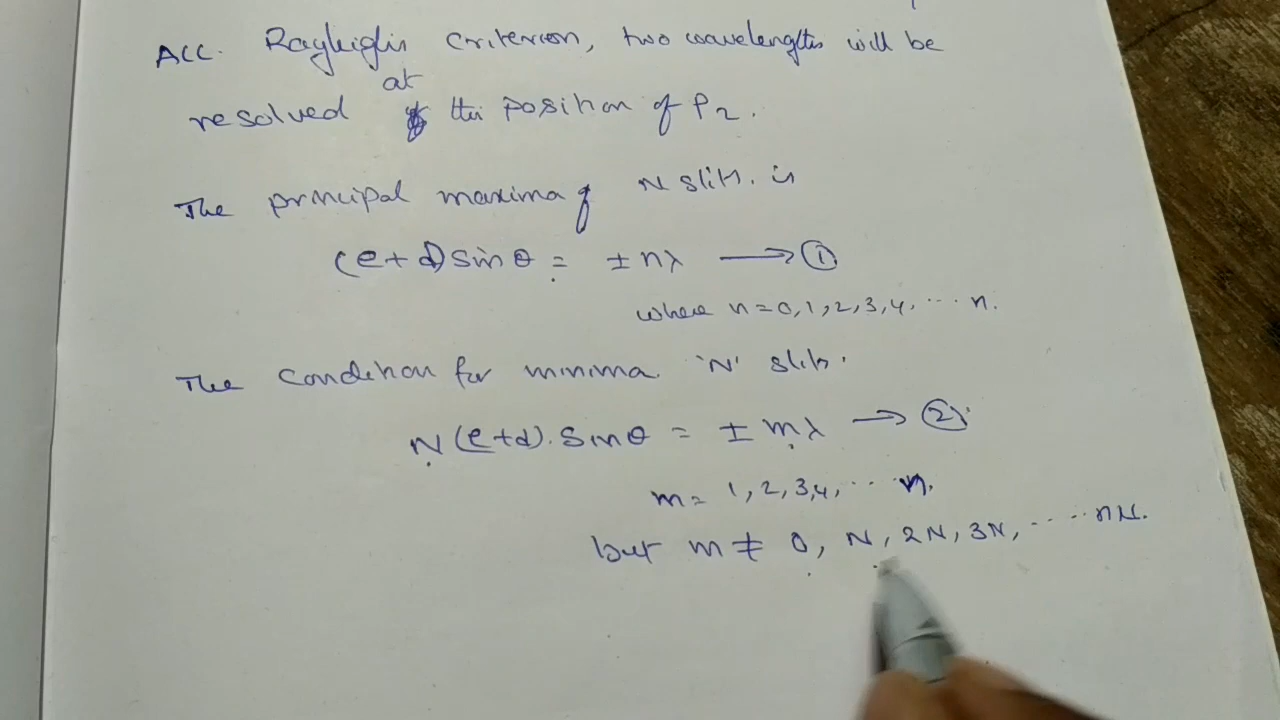 Acc. Rayleigh's criterion, two wavelengths will be
resolved at the position of P2.
The principal maxima of N slits. is
(e+d) sin θ = ± nλ ⟶ ①
where n=0,1,2,3,4, ... n.
The Condition for minima 'N' slits.
N(e+d). sin θ = ± mλ ⟶ ②
m = 1,2,3,4, ... n.
but m ≠ 0, N, 2N, 3N, .... nN.